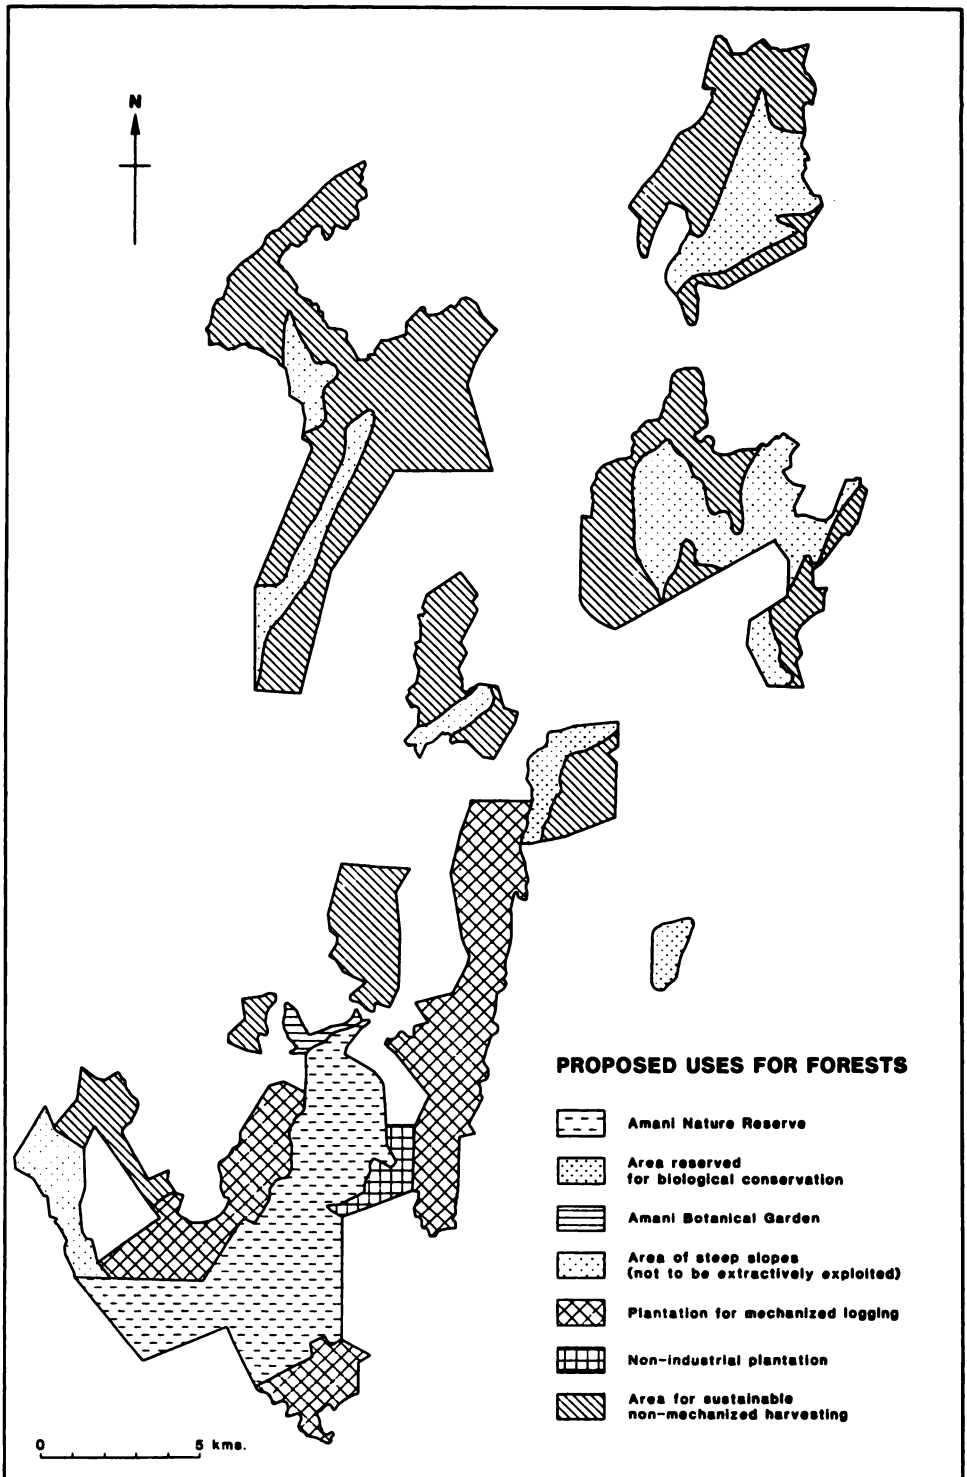 N
PROPOSED USES FOR FORESTS
Amani Nature Reserve
Area reserved
for biological conservation
Amani Botanical Garden
Area of steep slopes
(not to be extractively exploited)
Plantation for mechanized logging
Non-industrial plantation
Area for sustainable
non-mechanized harvesting
0 5 kms.